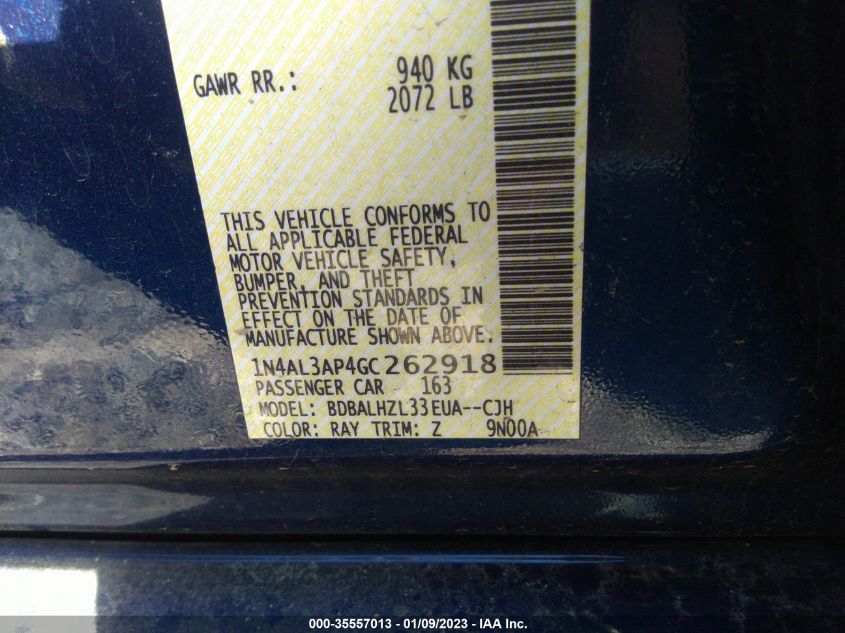 GAWR RR.: 940 KG
2072 LB
THIS VEHICLE CONFORMS TO
ALL APPLICABLE FEDERAL
MOTOR VEHICLE SAFETY,
BUMPER, AND THEFT
PREVENTION STANDARDS IN
EFFECT ON THE DATE OF
MANUFACTURE SHOWN ABOVE.
1N4AL3AP4GC262918
PASSENGER CAR 163
MODEL: BDBALHZL33EUA--CJH
COLOR: RAY TRIM: Z 9N00A
000-35557013 - 01/09/2023 - IAA Inc.